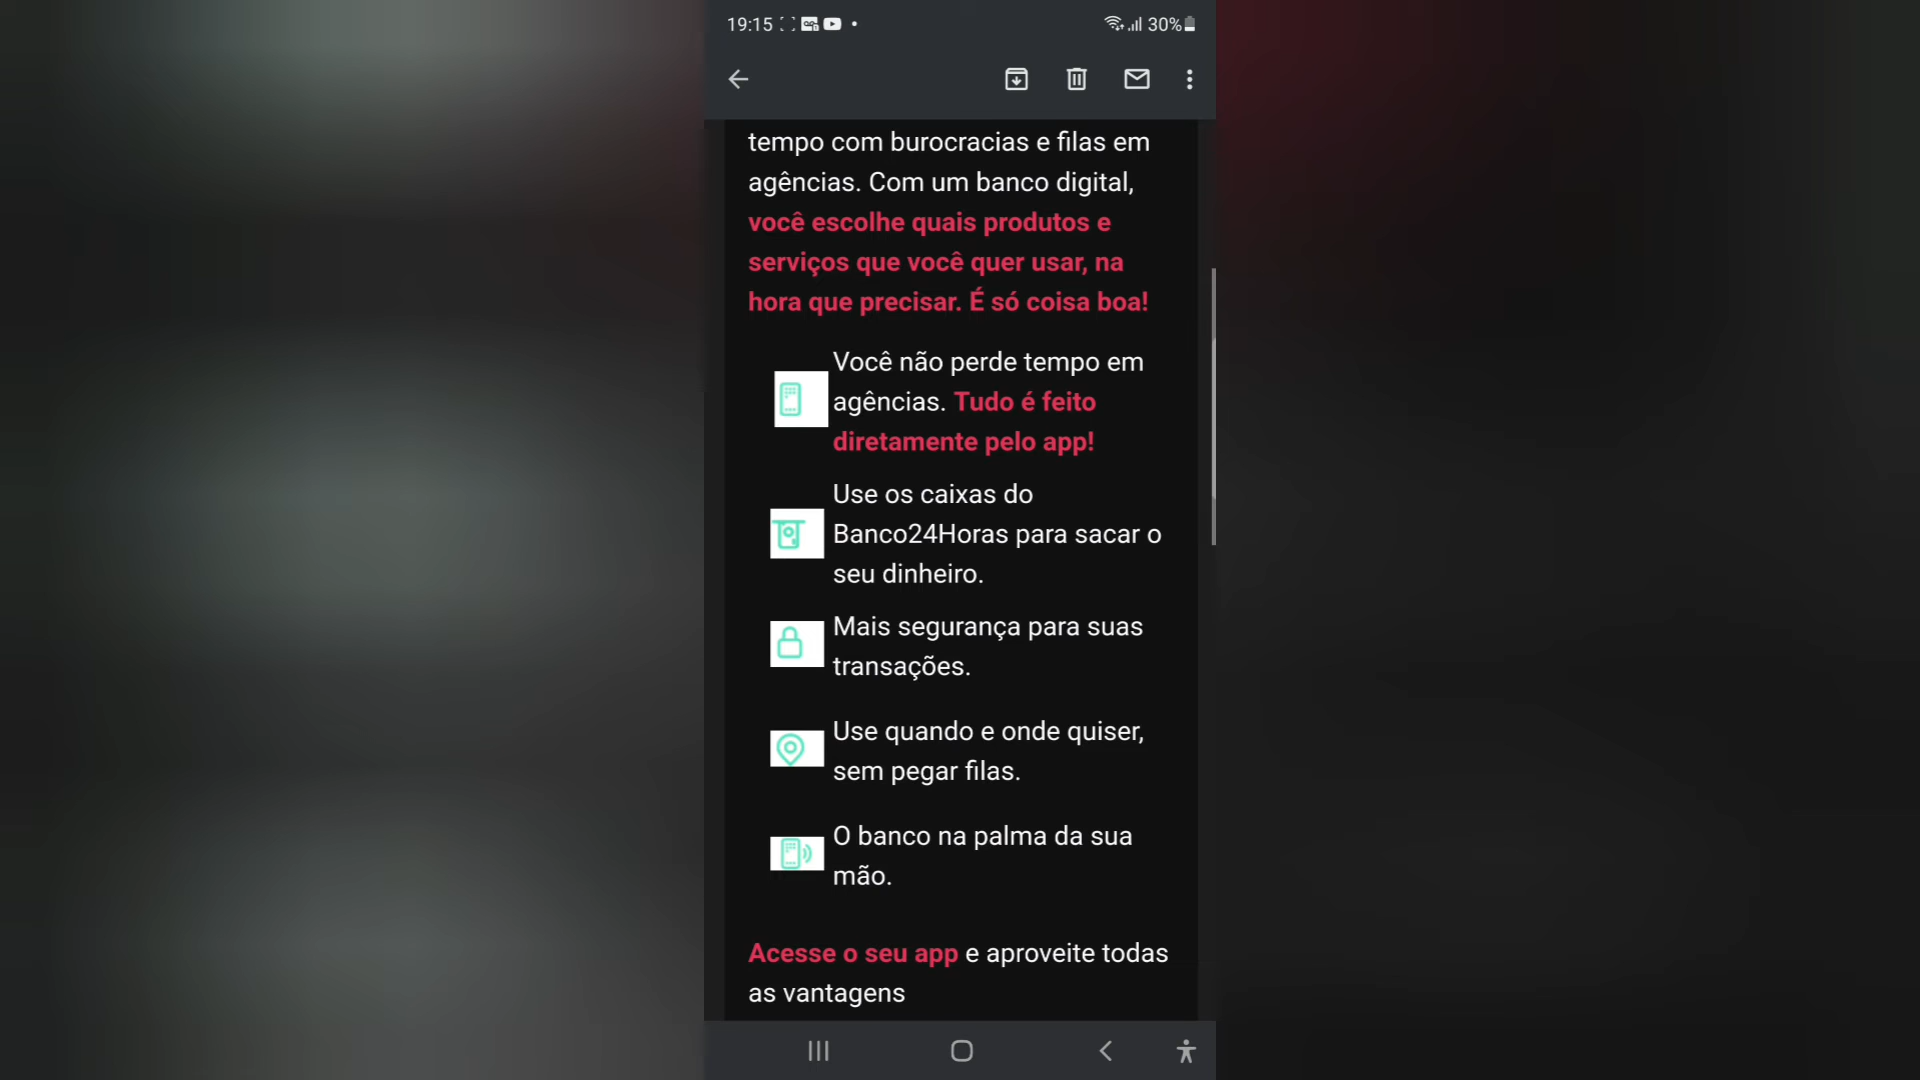 19:15
30%
tempo com burocracias e filas em
agências. Com um banco digital,
você escolhe quais produtos e
serviços que você quer usar, na
hora que precisar. É só coisa boa!
Você não perde tempo em
agências. Tudo é feito
diretamente pelo app!
Use os caixas do
Banco24Horas para sacar o
seu dinheiro.
Mais segurança para suas
transações.
Use quando e onde quiser,
sem pegar filas.
O banco na palma da sua
mão.
Acesse o seu app e aproveite todas
as vantagens